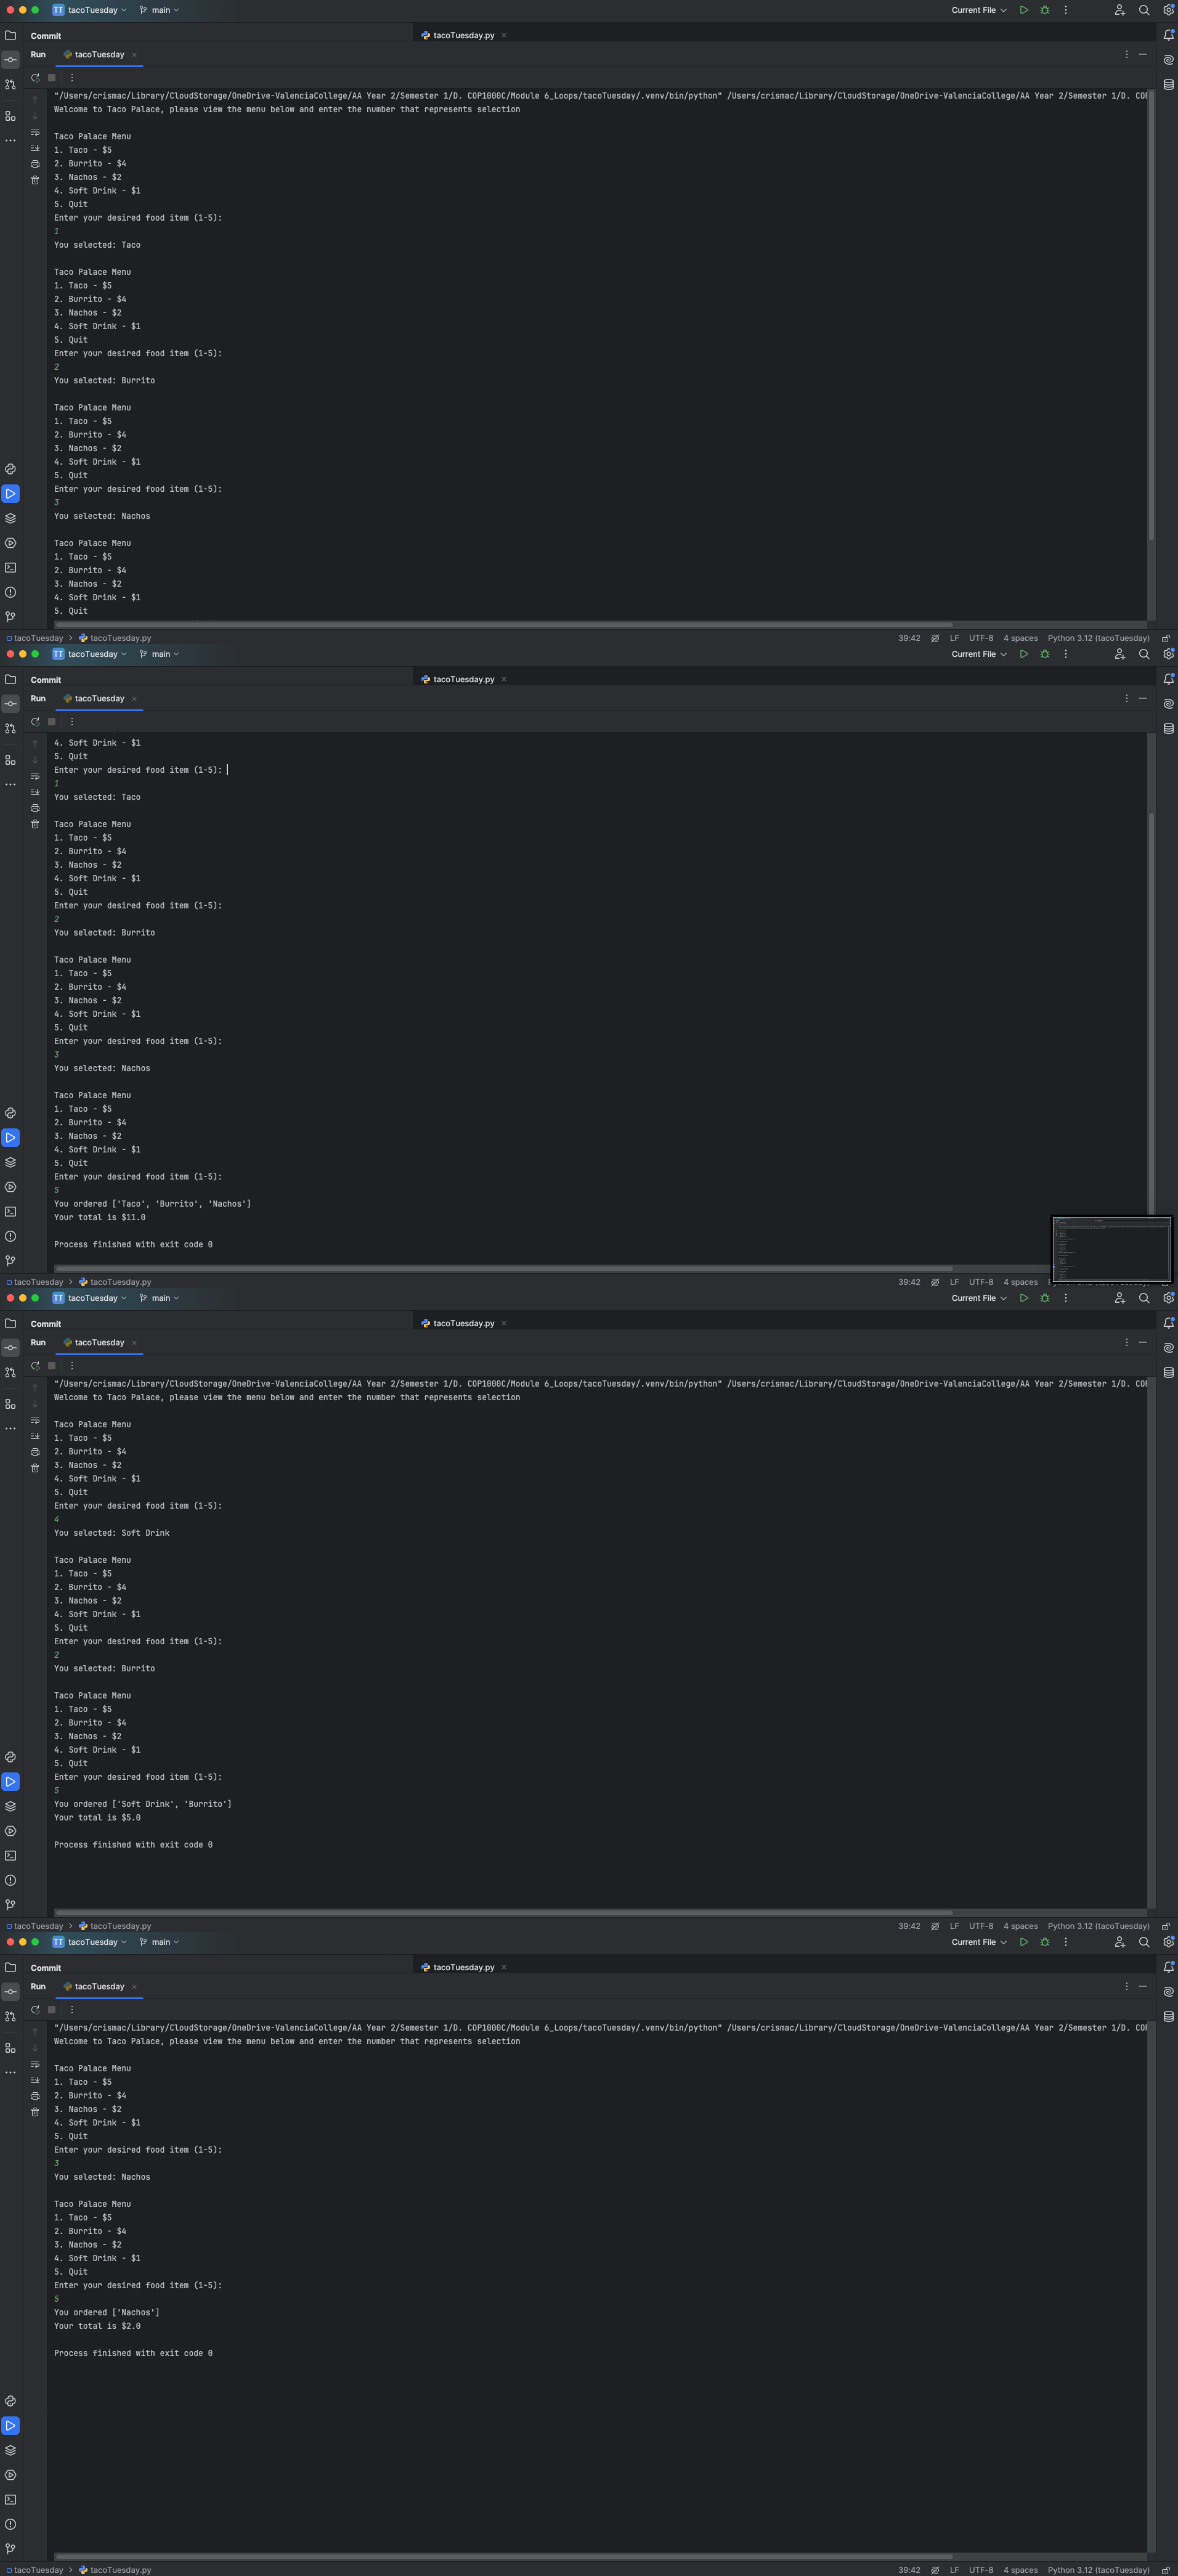 TT tacoTuesday main Current File
Commit tacoTuesday.py
Run tacoTuesday
"/Users/crismac/Library/CloudStorage/OneDrive-ValenciaCollege/AA Year 2/Semester 1/D. COP1000C/Module 6_Loops/tacoTuesday/.venv/bin/python" /Users/crismac/Library/CloudStorage/OneDrive-ValenciaCollege/AA Year 2/Semester 1/D. COP
Welcome to Taco Palace, please view the menu below and enter the number that represents selection
Taco Palace Menu
1. Taco - $5
2. Burrito - $4
3. Nachos - $2
4. Soft Drink - $1
5. Quit
Enter your desired food item (1-5):
1
You selected: Taco
Taco Palace Menu
1. Taco - $5
2. Burrito - $4
3. Nachos - $2
4. Soft Drink - $1
5. Quit
Enter your desired food item (1-5):
2
You selected: Burrito
Taco Palace Menu
1. Taco - $5
2. Burrito - $4
3. Nachos - $2
4. Soft Drink - $1
5. Quit
Enter your desired food item (1-5):
3
You selected: Nachos
Taco Palace Menu
1. Taco - $5
2. Burrito - $4
3. Nachos - $2
4. Soft Drink - $1
5. Quit
tacoTuesday > tacoTuesday.py 39:42 LF UTF-8 4 spaces Python 3.12 (tacoTuesday)
TT tacoTuesday main Current File
Commit tacoTuesday.py
Run tacoTuesday
4. Soft Drink - $1
5. Quit
Enter your desired food item (1-5):
1
You selected: Taco
Taco Palace Menu
1. Taco - $5
2. Burrito - $4
3. Nachos - $2
4. Soft Drink - $1
5. Quit
Enter your desired food item (1-5):
2
You selected: Burrito
Taco Palace Menu
1. Taco - $5
2. Burrito - $4
3. Nachos - $2
4. Soft Drink - $1
5. Quit
Enter your desired food item (1-5):
3
You selected: Nachos
Taco Palace Menu
1. Taco - $5
2. Burrito - $4
3. Nachos - $2
4. Soft Drink - $1
5. Quit
Enter your desired food item (1-5):
5
You ordered ['Taco', 'Burrito', 'Nachos']
Your total is $11.0
Process finished with exit code 0
tacoTuesday > tacoTuesday.py 39:42 LF UTF-8 4 spaces
TT tacoTuesday main Current File
Commit tacoTuesday.py
Run tacoTuesday
"/Users/crismac/Library/CloudStorage/OneDrive-ValenciaCollege/AA Year 2/Semester 1/D. COP1000C/Module 6_Loops/tacoTuesday/.venv/bin/python" /Users/crismac/Library/CloudStorage/OneDrive-ValenciaCollege/AA Year 2/Semester 1/D. COP
Welcome to Taco Palace, please view the menu below and enter the number that represents selection
Taco Palace Menu
1. Taco - $5
2. Burrito - $4
3. Nachos - $2
4. Soft Drink - $1
5. Quit
Enter your desired food item (1-5):
4
You selected: Soft Drink
Taco Palace Menu
1. Taco - $5
2. Burrito - $4
3. Nachos - $2
4. Soft Drink - $1
5. Quit
Enter your desired food item (1-5):
2
You selected: Burrito
Taco Palace Menu
1. Taco - $5
2. Burrito - $4
3. Nachos - $2
4. Soft Drink - $1
5. Quit
Enter your desired food item (1-5):
5
You ordered ['Soft Drink', 'Burrito']
Your total is $5.0
Process finished with exit code 0
tacoTuesday > tacoTuesday.py 39:42 LF UTF-8 4 spaces Python 3.12 (tacoTuesday)
TT tacoTuesday main Current File
Commit tacoTuesday.py
Run tacoTuesday
"/Users/crismac/Library/CloudStorage/OneDrive-ValenciaCollege/AA Year 2/Semester 1/D. COP1000C/Module 6_Loops/tacoTuesday/.venv/bin/python" /Users/crismac/Library/CloudStorage/OneDrive-ValenciaCollege/AA Year 2/Semester 1/D. COP
Welcome to Taco Palace, please view the menu below and enter the number that represents selection
Taco Palace Menu
1. Taco - $5
2. Burrito - $4
3. Nachos - $2
4. Soft Drink - $1
5. Quit
Enter your desired food item (1-5):
3
You selected: Nachos
Taco Palace Menu
1. Taco - $5
2. Burrito - $4
3. Nachos - $2
4. Soft Drink - $1
5. Quit
Enter your desired food item (1-5):
5
You ordered ['Nachos']
Your total is $2.0
Process finished with exit code 0
tacoTuesday > tacoTuesday.py 39:42 LF UTF-8 4 spaces Python 3.12 (tacoTuesday)